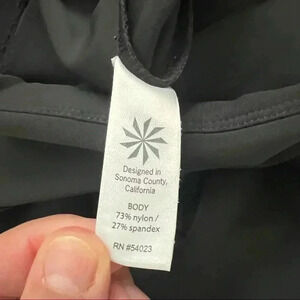 Designed in
Sonoma County,
California
BODY
73% nylon /
27% spandex
RN #54023